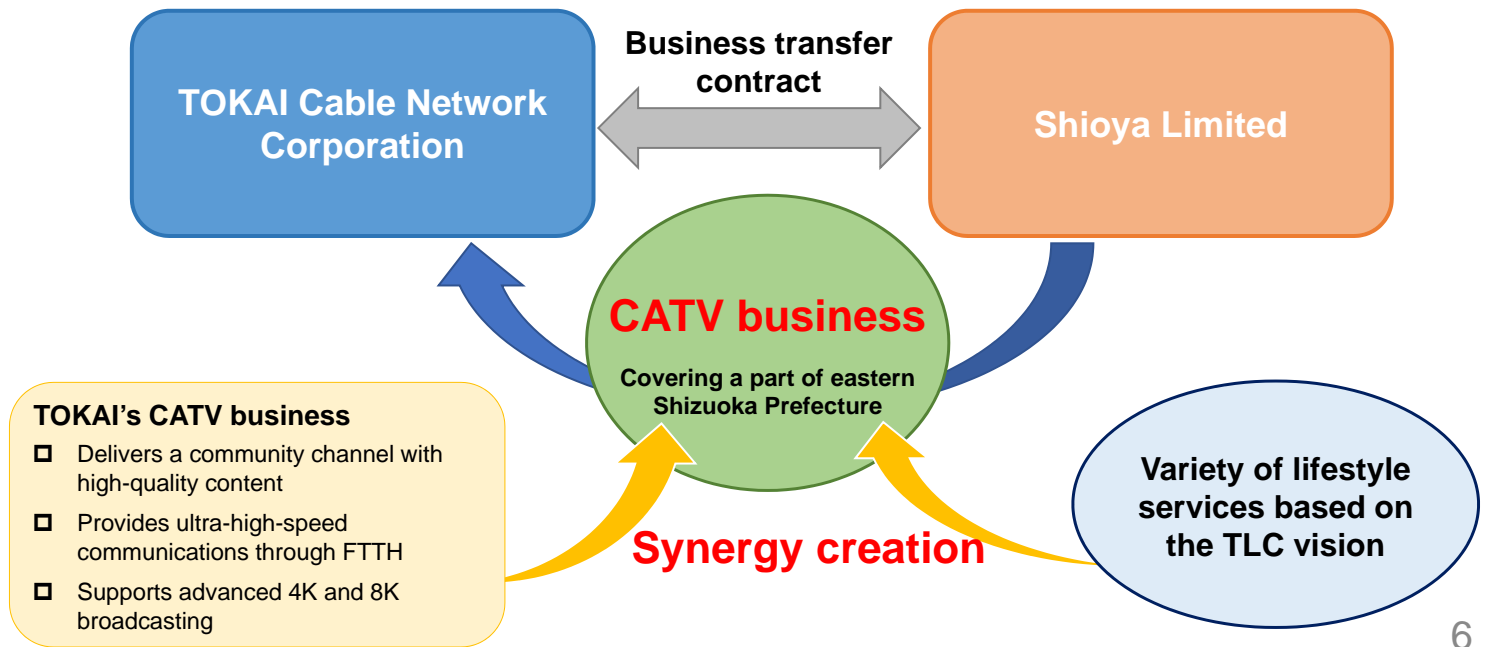 TOKAI Cable Network
Corporation
Business transfer
contract
Shioya Limited
CATV business
Covering a part of eastern
Shizuoka Prefecture
TOKAI’s CATV business
Delivers a community channel with
high-quality content
Provides ultra-high-speed
communications through FTTH
Supports advanced 4K and 8K
broadcasting
Synergy creation
Variety of lifestyle
services based on
the TLC vision
6